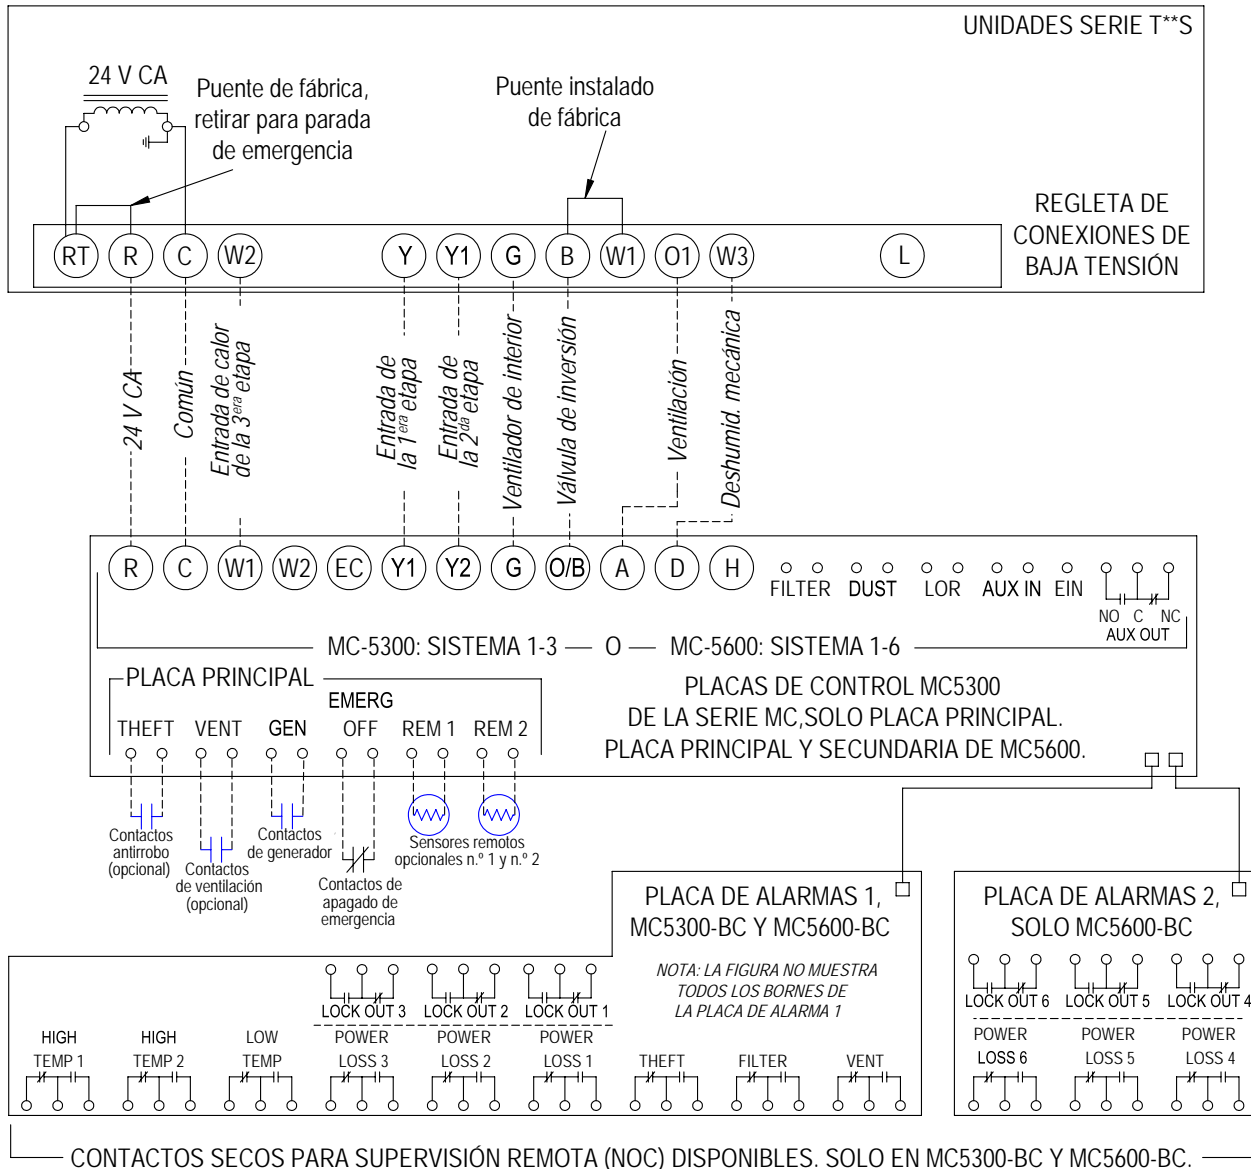 UNIDADES SERIE T**S
24 V CA
Puente de fábrica,
retirar para parada
de emergencia
Puente instalado
de fábrica
REGLETA DE
CONEXIONES DE
BAJA TENSIÓN
RT R C W2 Y Y1 G B W1 O1 W3 L
24 V CA
Común
Entrada de calor
de la 3era etapa
Entrada de
la 1era etapa
Entrada de
la 2da etapa
Ventilador de interior
Válvula de inversión
Ventilación
Deshumid. mecánica
R C W1 W2 EC Y1 Y2 G O/B A D H
FILTER DUST LOR AUX IN EIN
NO C NC
AUX OUT
MC-5300: SISTEMA 1-3 O MC-5600: SISTEMA 1-6
PLACA PRINCIPAL
PLACAS DE CONTROL MC5300
DE LA SERIE MC,SOLO PLACA PRINCIPAL.
PLACA PRINCIPAL Y SECUNDARIA DE MC5600.
EMERG
THEFT VENT GEN OFF REM 1 REM 2
Contactos
antirrobo
(opcional)
Contactos
de ventilación
(opcional)
Contactos
de generador
Contactos de
apagado de
emergencia
Sensores remotos
opcionales n.º 1 y n.º 2
PLACA DE ALARMAS 1,
MC5300-BC Y MC5600-BC
NOTA: LA FIGURA NO MUESTRA
TODOS LOS BORNES DE
LA PLACA DE ALARMA 1
PLACA DE ALARMAS 2,
SOLO MC5600-BC
LOCK OUT 3 LOCK OUT 2 LOCK OUT 1
LOCK OUT 6 LOCK OUT 5 LOCK OUT 4
HIGH HIGH LOW POWER POWER POWER
TEMP 1 TEMP 2 TEMP LOSS 3 LOSS 2 LOSS 1 THEFT FILTER VENT
POWER POWER POWER
LOSS 6 LOSS 5 LOSS 4
CONTACTOS SECOS PARA SUPERVISIÓN REMOTA (NOC) DISPONIBLES. SOLO EN MC5300-BC Y MC5600-BC.